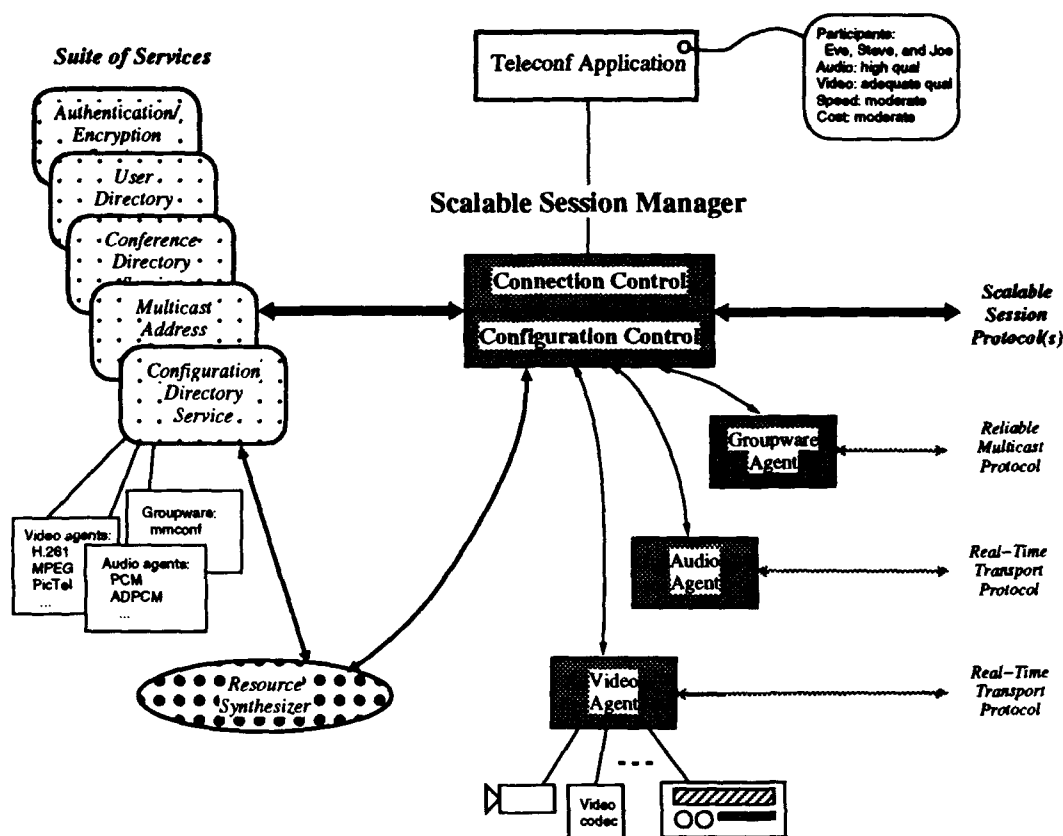 Suite of Services
Authentication/
Encryption
User
Directory
Conference
Directory
Multicast
Address
Configuration
Directory
Service
Video agents:
H.261
MPEG
PicTel
...
Groupware:
mmconf
Audio agents:
PCM
ADPCM
...
Resource
Synthesizer
Teleconf Application
Participants:
Eve, Steve, and Joe
Audio: high qual
Video: adequate qual
Speed: moderate
Cost: moderate
Scalable Session Manager
Connection Control
Configuration Control
Scalable
Session
Protocol(s)
Groupware
Agent
Reliable
Multicast
Protocol
Audio
Agent
Real-Time
Transport
Protocol
Video
Agent
Real-Time
Transport
Protocol
Video
codec